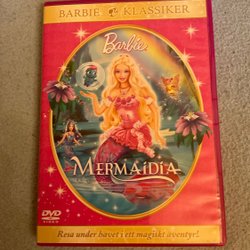 BARBIE KLASSIKER
Barbie
MERMAIDIA
DVD
VIDEO
Resa under havet i ett magiskt äventyr!